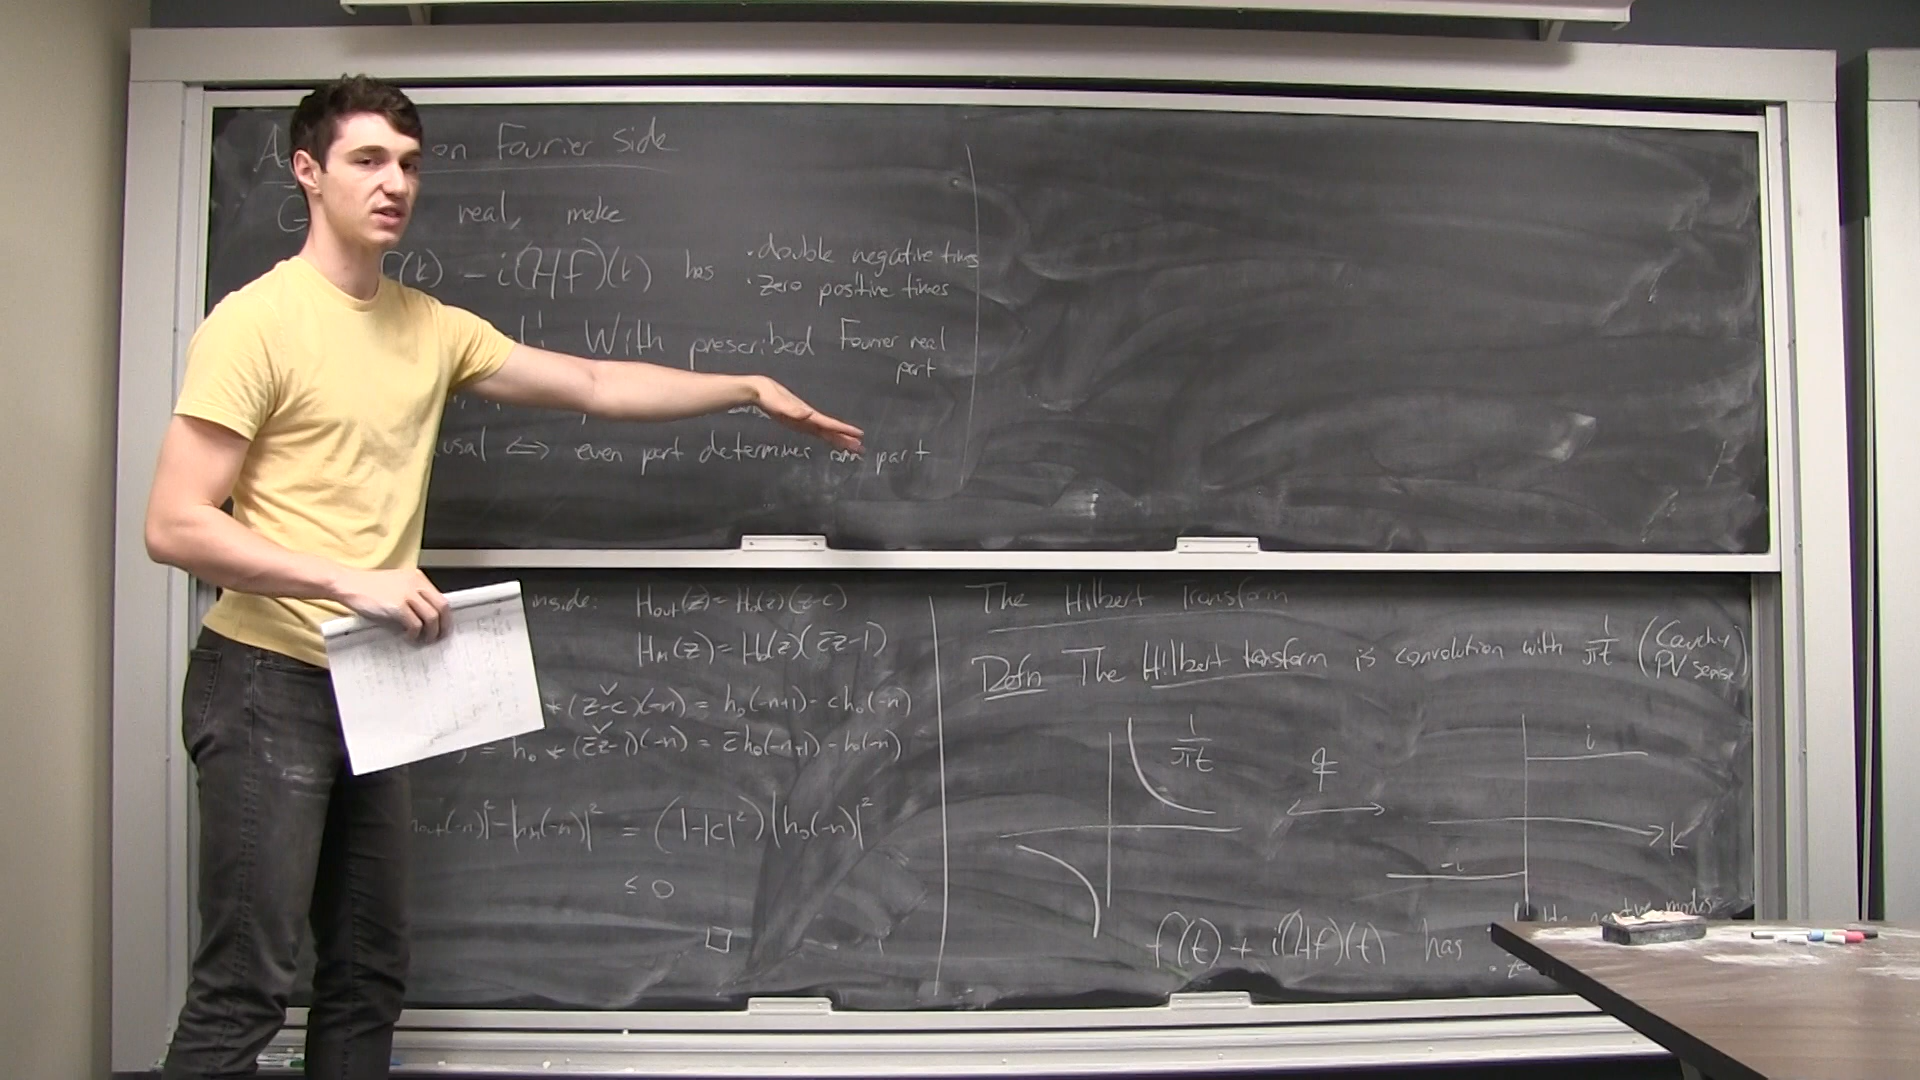 A on Fourier side
G real, make
f(k) - i(Hf)(k) has
· double negative times
· zero positive times
With prescribed Fourier real part
usal ⟺ even part determines part
inside: H_out(z) = H_0(z)(z-c)
H_in(z) = H_0(z)(c̄z-1)
* (z-c)ˇ(-n) = h_0(-n+1) - ch_0(-n)
= h_0 * (c̄z-1)ˇ(-n) = c̄h_0(-n+1) - h_0(-n)
h_out(-n)|² - |h_in(-n)|² = (1-|c|²)|h_0(-n)|²
≤ 0
□
The Hilbert Transform
Defn The Hilbert transform is convolution with 1/πt (Cauchy PV sense)
1/πt
F
i
-i
k
f(t) + i(Hf)(t) has
negative modes